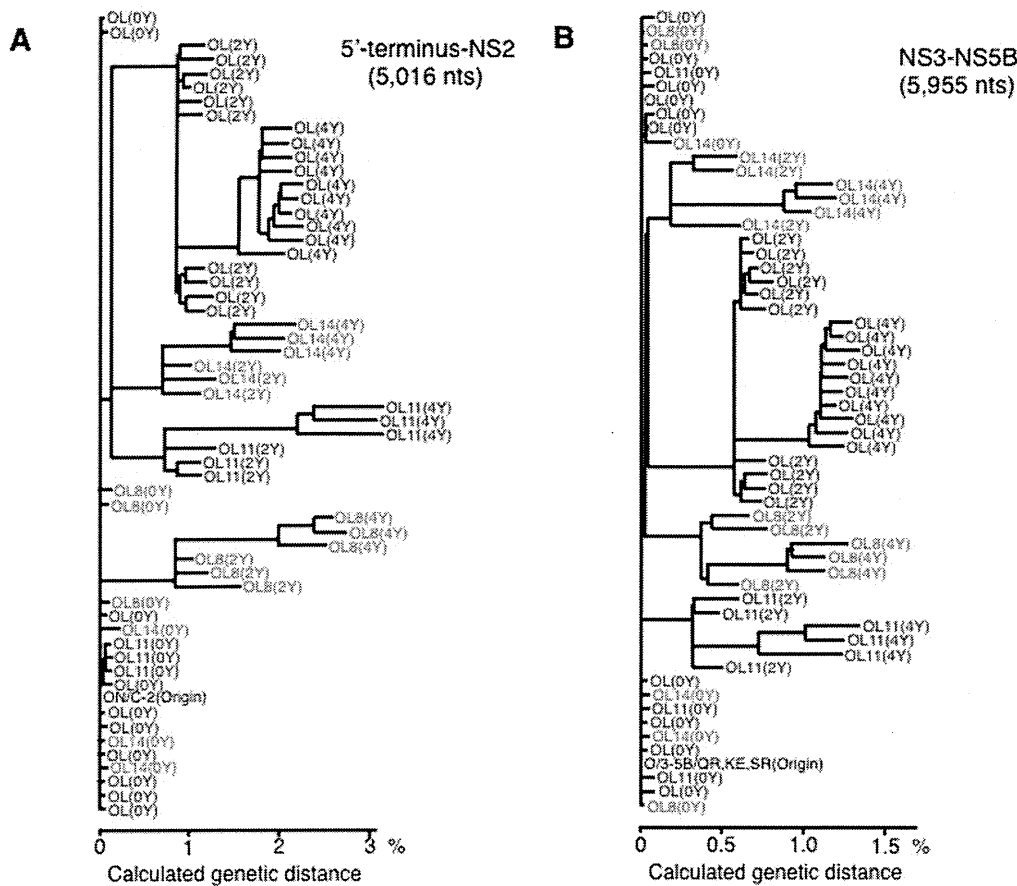 A
5'-terminus-NS2
(5,016 nts)
OL(0Y)
OL(0Y)
OL(2Y)
OL(2Y)
OL(2Y)
OL(2Y)
OL(2Y)
OL(2Y)
OL(4Y)
OL(4Y)
OL(4Y)
OL(4Y)
OL(4Y)
OL(4Y)
OL(4Y)
OL(4Y)
OL(4Y)
OL(4Y)
OL(2Y)
OL(2Y)
OL(2Y)
OL(2Y)
OL14(4Y)
OL14(4Y)
OL14(4Y)
OL14(2Y)
OL14(2Y)
OL14(2Y)
OL11(4Y)
OL11(4Y)
OL11(4Y)
OL11(2Y)
OL11(2Y)
OL11(2Y)
OL8(0Y)
OL8(0Y)
OL8(4Y)
OL8(4Y)
OL8(4Y)
OL8(2Y)
OL8(2Y)
OL8(2Y)
OL8(0Y)
OL(0Y)
OL14(0Y)
OL11(0Y)
OL11(0Y)
OL11(0Y)
OL(0Y)
ON/C-2(Origin)
OL(0Y)
OL(0Y)
OL14(0Y)
OL(0Y)
OL14(0Y)
OL(0Y)
OL(0Y)
OL(0Y)
0 1 2 3 %
Calculated genetic distance
B
NS3-NS5B
(5,955 nts)
OL(0Y)
OL8(0Y)
OL8(0Y)
OL(0Y)
OL11(0Y)
OL(0Y)
OL(0Y)
OL(0Y)
OL(0Y)
OL14(0Y)
OL14(2Y)
OL14(2Y)
OL14(4Y)
OL14(4Y)
OL14(4Y)
OL14(2Y)
OL(2Y)
OL(2Y)
OL(2Y)
OL(2Y)
OL(2Y)
OL(2Y)
OL(4Y)
OL(4Y)
OL(4Y)
OL(4Y)
OL(4Y)
OL(4Y)
OL(4Y)
OL(4Y)
OL(4Y)
OL(4Y)
OL(2Y)
OL(2Y)
OL(2Y)
OL(2Y)
OL8(2Y)
OL8(2Y)
OL8(4Y)
OL8(4Y)
OL8(4Y)
OL8(2Y)
OL11(2Y)
OL11(2Y)
OL11(4Y)
OL11(4Y)
OL11(4Y)
OL11(2Y)
OL(0Y)
OL14(0Y)
OL11(0Y)
OL(0Y)
OL14(0Y)
OL(0Y)
O/3-5B/QR,KE,SR(Origin)
OL11(0Y)
OL(0Y)
OL8(0Y)
0 0.5 1.0 1.5 %
Calculated genetic distance